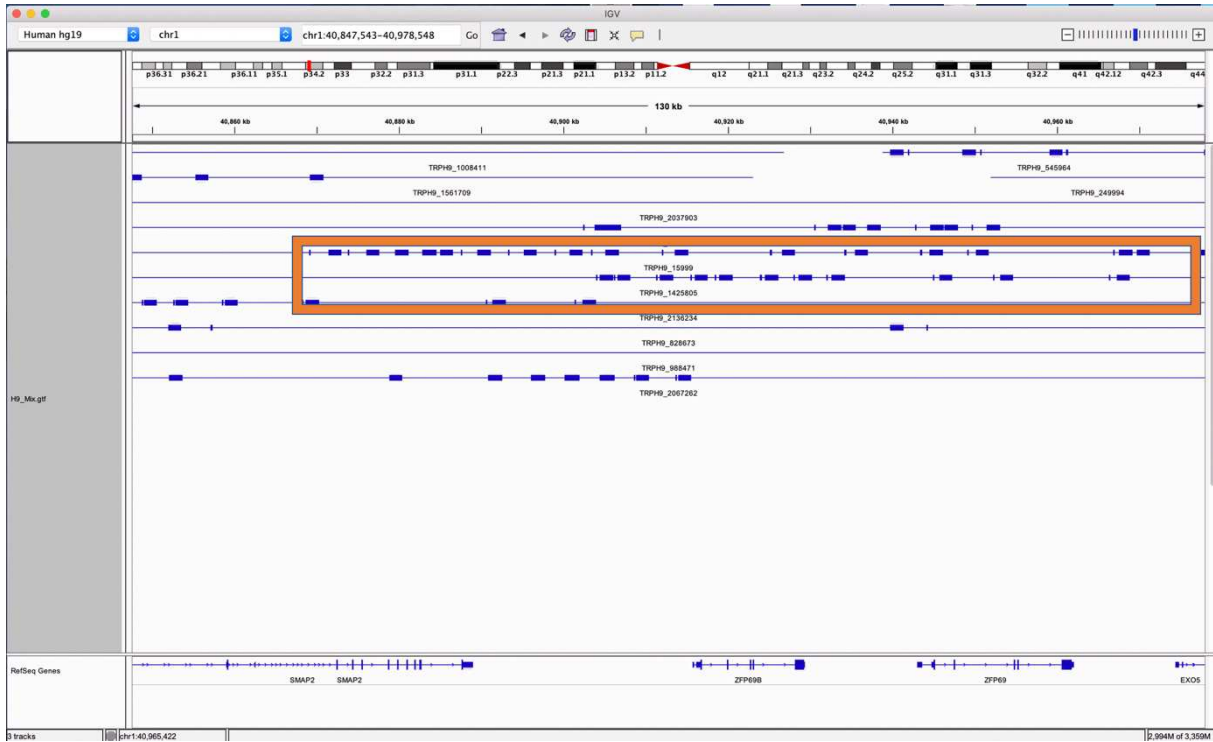 IGV
Human hg19 chr1 chr1:40,847,543-40,978,548 Go
p36.31 p36.21 p36.11 p35.1 p34.2 p33 p32.2 p31.3 p31.1 p22.3 p21.3 p21.1 p13.2 p11.2 q12 q21.1 q21.3 q23.2 q24.2 q25.2 q31.1 q31.3 q32.2 q41 q42.12 q42.3 q44
130 kb
40,860 kb 40,880 kb 40,900 kb 40,920 kb 40,940 kb 40,960 kb
TRPH9_1008411 TRPH9_545964
TRPH9_1561709 TRPH9_249994
TRPH9_2037903
TRPH9_15999
TRPH9_1425805
TRPH9_2136234
TRPH9_828673
TRPH9_988471
TRPH9_2067262
H9_Mix.gtf
RefSeq Genes
SMAP2 SMAP2 ZFP69B ZFP69 EXO5
3 tracks chr1:40,965,422 2,994M of 3,359M